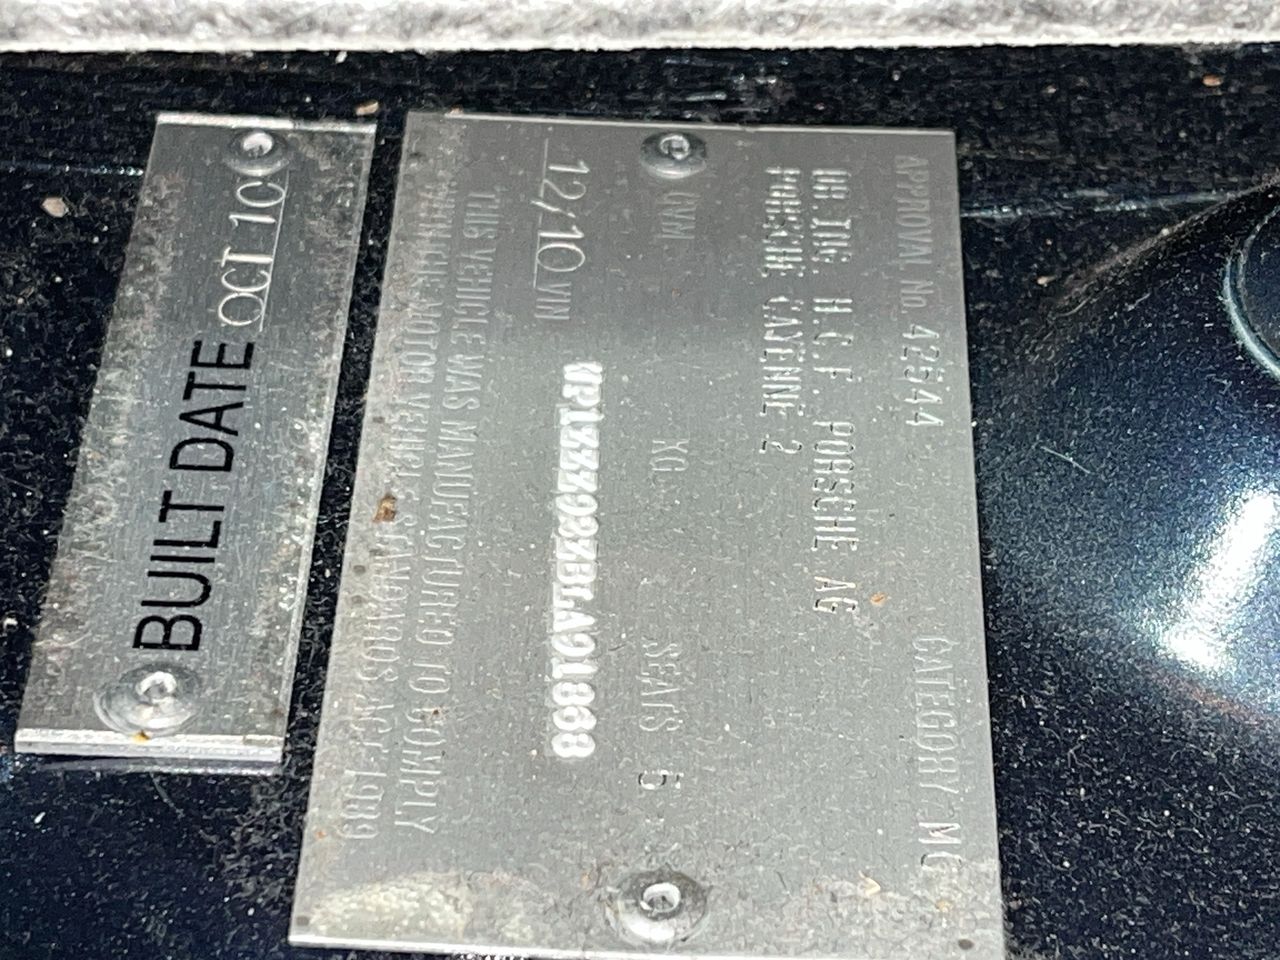 APPROVAL No. 42544 CATEGORY MC
DR ING. H.C. F. PORSCHE AG
PORSCHE CAYENNE 2
GVM KG. SEATS 5
12/10 VIN WP1ZZZ92ZBLA91868
THIS VEHICLE WAS MANUFACTURED TO COMPLY
WITH THE MOTOR VEHICLE STANDARDS ACT 1989
BUILT DATE OCT 10